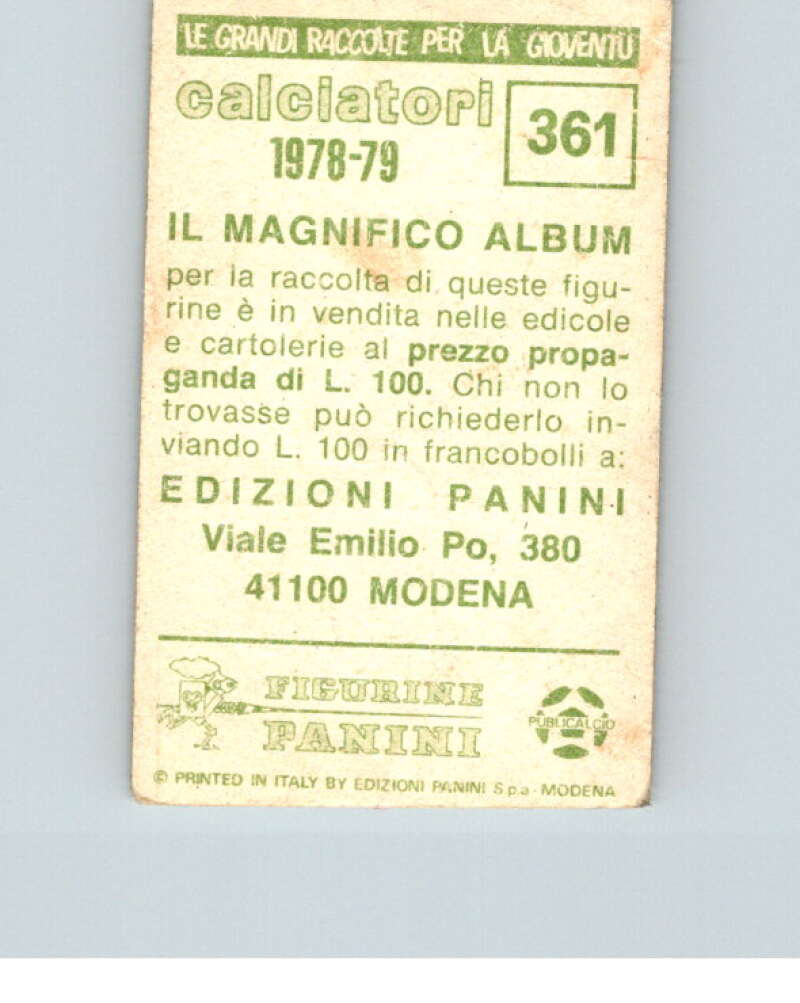 LE GRANDI RACCOLTE PER LA GIOVENTÙ
calciatori
361
1978-79
IL MAGNIFICO ALBUM
per la raccolta di queste figu-
rine è in vendita nelle edicole
e cartolerie al prezzo propa-
ganda di L. 100. Chi non lo
trovasse può richiederlo in-
viando L. 100 in francobolli a:
EDIZIONI PANINI
Viale Emilio Po, 380
41100 MODENA
FIGURINE
PANINI
PUBLICALCIO
© PRINTED IN ITALY BY EDIZIONI PANINI S.p.a - MODENA